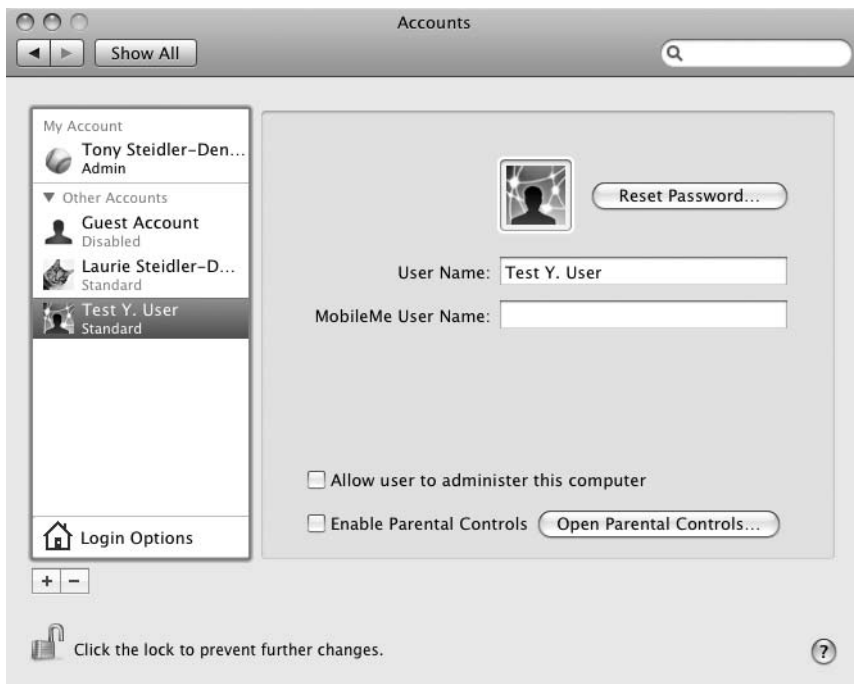 Accounts
Show All
My Account
Tony Steidler-Den...
Admin
Other Accounts
Guest Account
Disabled
Laurie Steidler-D...
Standard
Test Y. User
Standard
Login Options
+ −
Reset Password...
User Name: Test Y. User
MobileMe User Name:
Allow user to administer this computer
Enable Parental Controls Open Parental Controls...
Click the lock to prevent further changes.
?